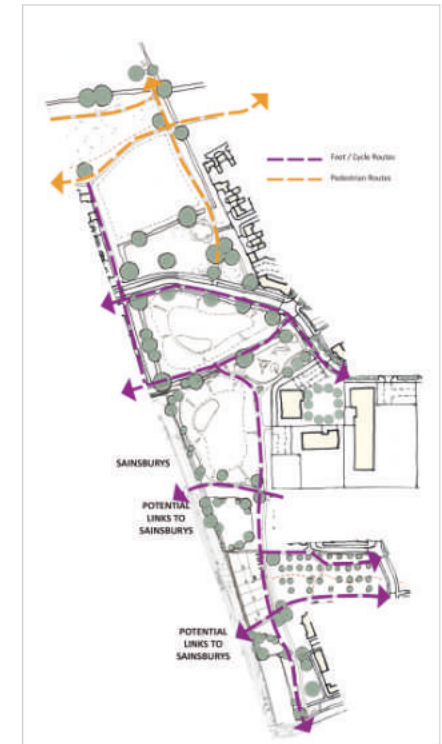 Foot / Cycle Routes
Pedestrian Routes
SAINSBURYS
POTENTIAL
LINKS TO
SAINSBURYS
POTENTIAL
LINKS TO
SAINSBURYS